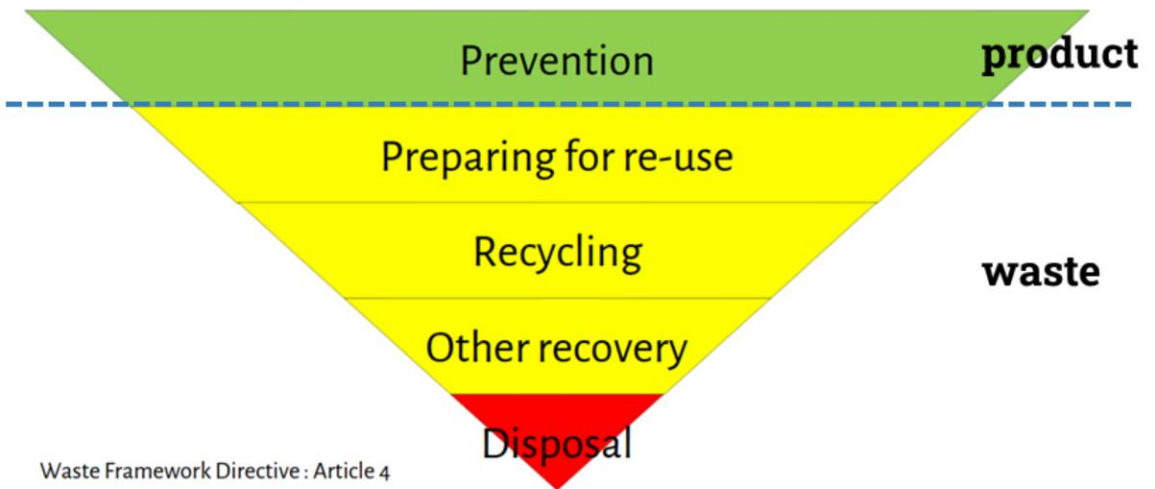 Prevention
product
Preparing for re-use
Recycling
waste
Other recovery
Disposal
Waste Framework Directive : Article 4